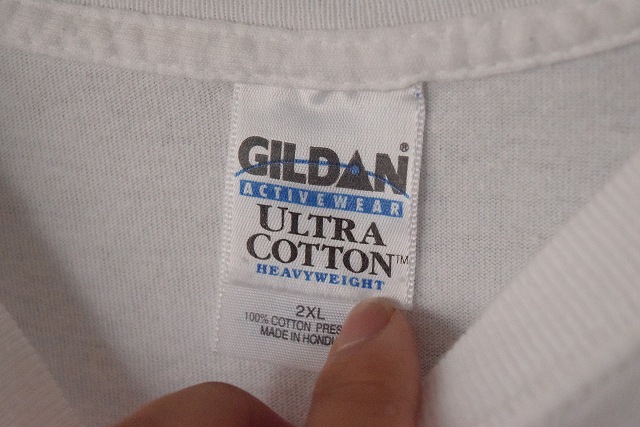 GILDAN®
ACTIVEWEAR
ULTRA
COTTON™
HEAVYWEIGHT
2XL
100% COTTON
MADE IN